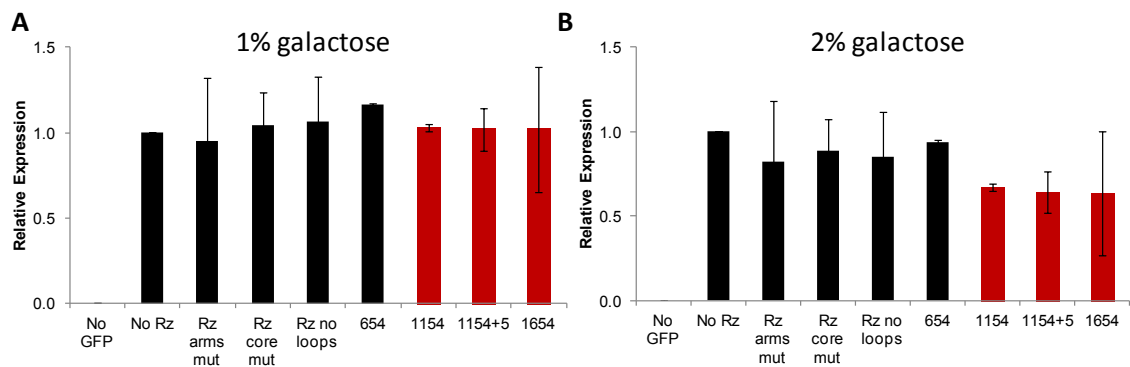 A
1% galactose
Relative Expression
1.5
1.0
0.5
0.0
No GFP
No Rz
Rz arms mut
Rz core mut
Rz no loops
654
1154
1154+5
1654
B
2% galactose
Relative Expression
1.5
1.0
0.5
0.0
No GFP
No Rz
Rz arms mut
Rz core mut
Rz no loops
654
1154
1154+5
1654